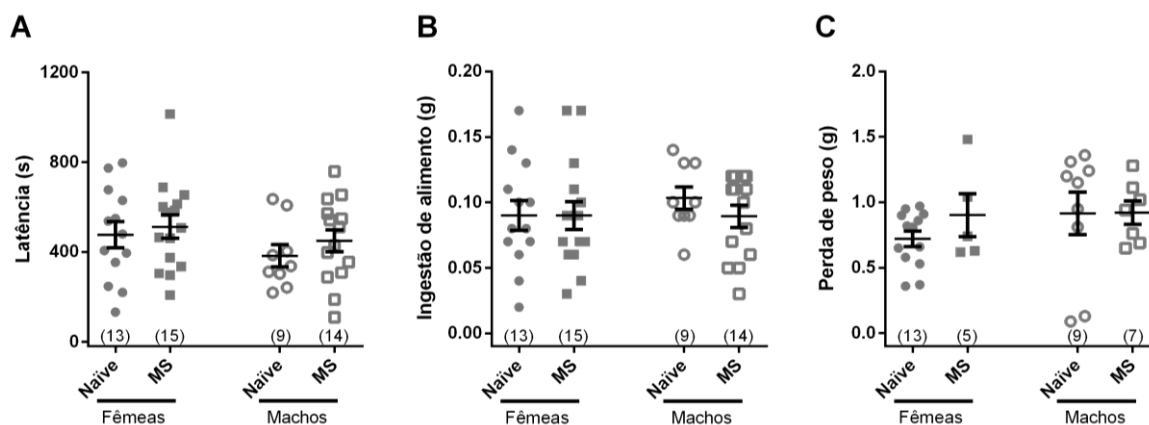 A
Latência (s)
1200
800
400
0
(13) (15) (9) (14)
Naïve MS Naïve MS
Fêmeas Machos
B
Ingestão de alimento (g)
0.20
0.15
0.10
0.05
0.00
(13) (15) (9) (14)
Naïve MS Naïve MS
Fêmeas Machos
C
Perda de peso (g)
2.0
1.5
1.0
0.5
0.0
(13) (5) (9) (7)
Naïve MS Naïve MS
Fêmeas Machos